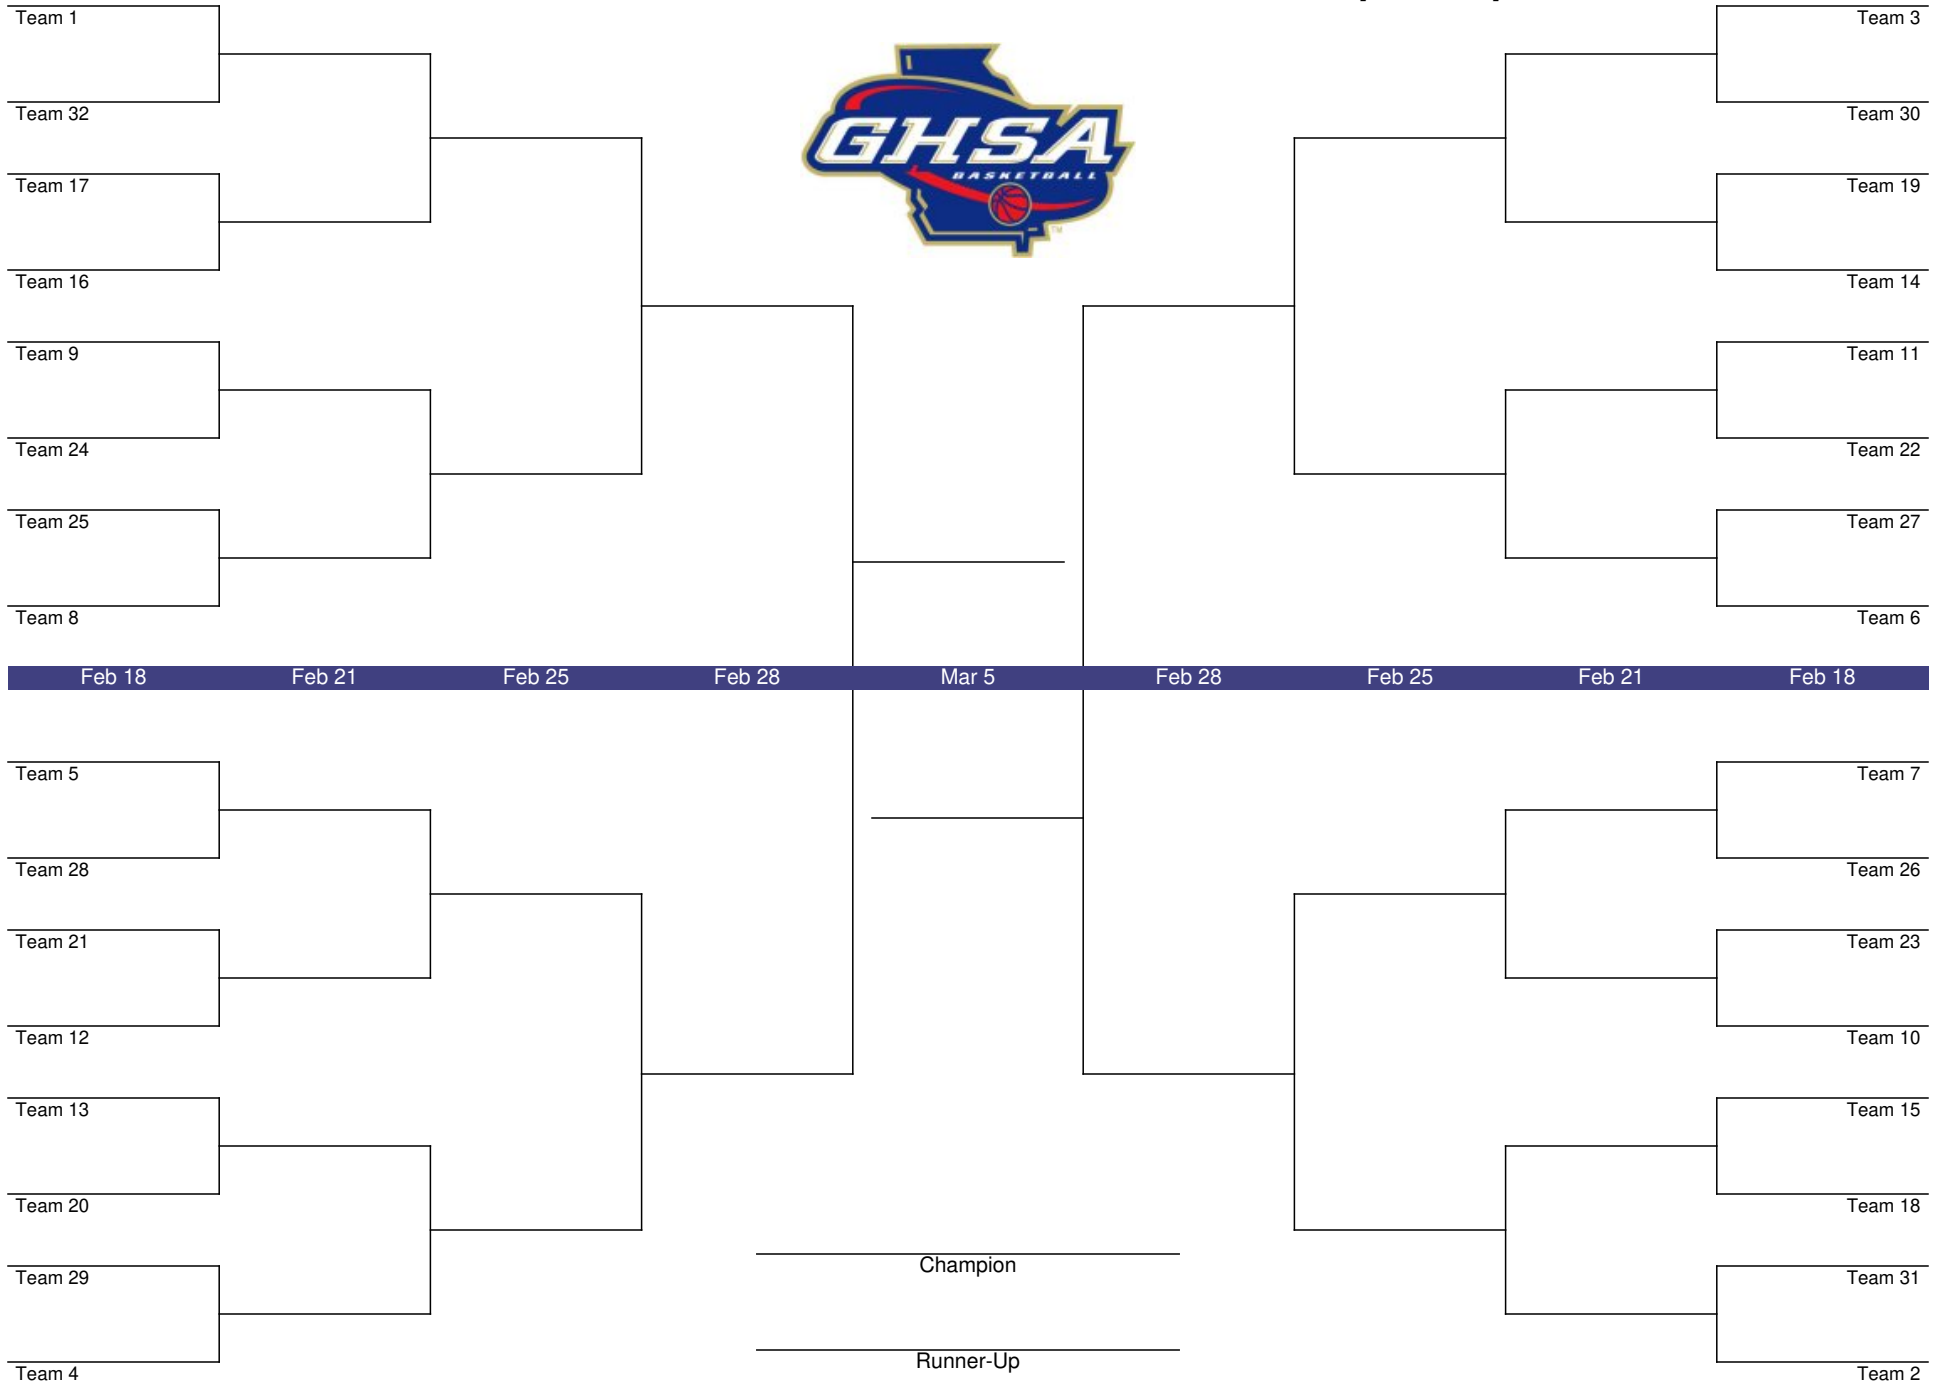 Team 1
Team 32
Team 17
Team 16
Team 9
Team 24
Team 25
Team 8
GHSA
BASKETBALL
TM
Team 3
Team 30
Team 19
Team 14
Team 11
Team 22
Team 27
Team 6
Feb 18 Feb 21 Feb 25 Feb 28 Mar 5 Feb 28 Feb 25 Feb 21 Feb 18
Team 5
Team 28
Team 21
Team 12
Team 13
Team 20
Team 29
Team 4
Champion
Runner-Up
Team 7
Team 26
Team 23
Team 10
Team 15
Team 18
Team 31
Team 2